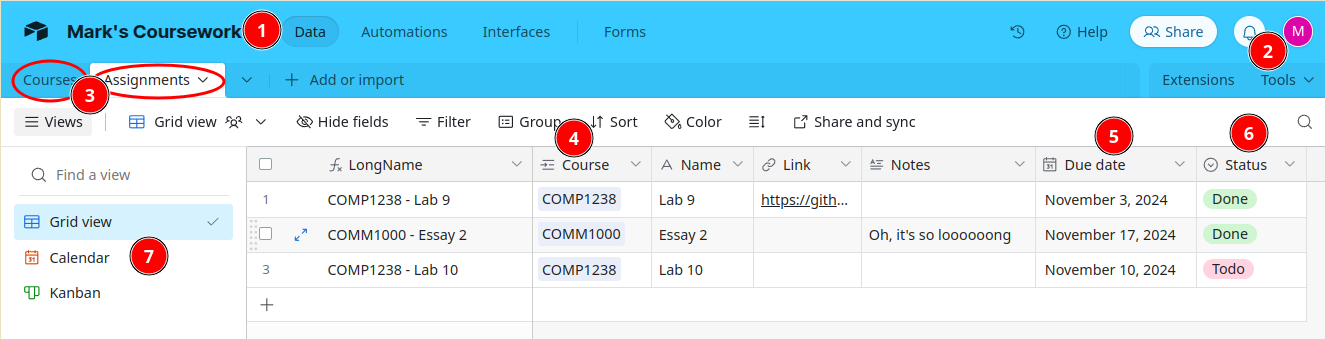 Mark's Coursework 1 Data Automations Interfaces Forms Help Share M
2
Courses Assignments Add or import Extensions Tools
3
Views Grid view Hide fields Filter Group Sort Color Share and sync
4 5 6
Find a view LongName Course Name Link Notes Due date Status
1 COMP1238 - Lab 9 COMP1238 Lab 9 https://gith... November 3, 2024 Done
Grid view COMM1000 - Essay 2 COMM1000 Essay 2 Oh, it's so loooooong November 17, 2024 Done
Calendar 7 3 COMP1238 - Lab 10 COMP1238 Lab 10 November 10, 2024 Todo
Kanban